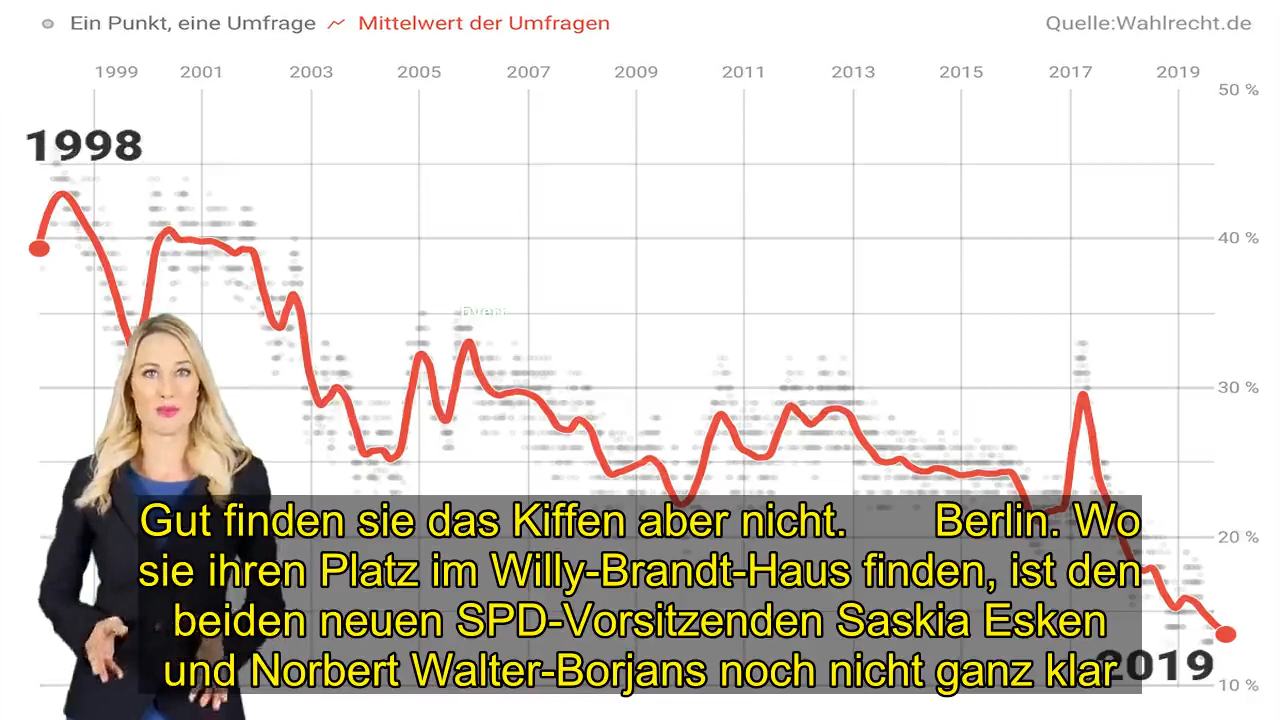 Ein Punkt, eine Umfrage Mittelwert der Umfragen Quelle:Wahlrecht.de
1999 2001 2003 2005 2007 2009 2011 2013 2015 2017 2019
50 %
1998
40 %
30 %
20 %
Gut finden sie das Kiffen aber nicht. Berlin. Wo
sie ihren Platz im Willy-Brandt-Haus finden, ist den
beiden neuen SPD-Vorsitzenden Saskia Esken
und Norbert Walter-Borjans noch nicht ganz klar
2019
10 %